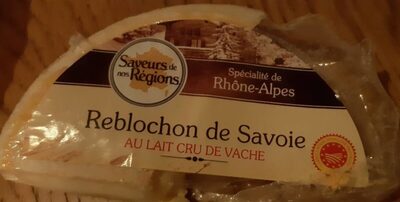 Saveurs de
nos Régions
Spécialité de
Rhône-Alpes
Reblochon de Savoie
AU LAIT CRU DE VACHE